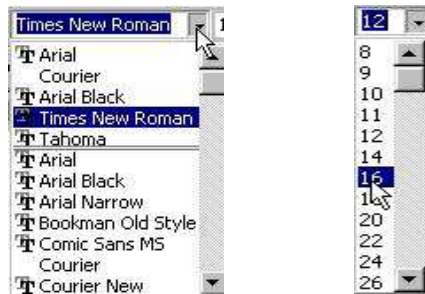 Times New Roman
Arial
Courier
Arial Black
Times New Roman
Tahoma
Arial
Arial Black
Arial Narrow
Bookman Old Style
Comic Sans MS
Courier
Courier New
12
8
9
10
11
12
14
16
20
22
24
26